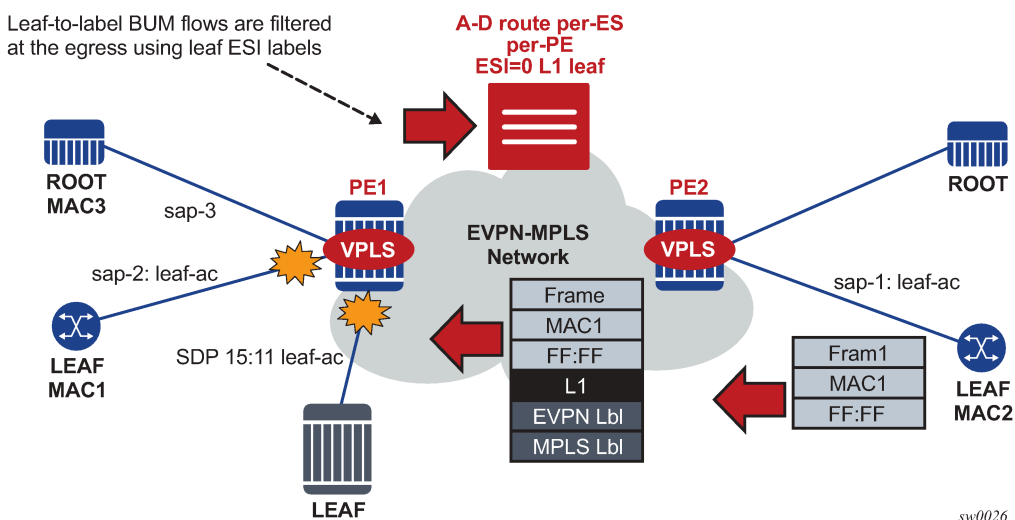 Leaf-to-label BUM flows are filtered
at the egress using leaf ESI labels
A-D route per-ES
per-PE
ESI=0 L1 leaf
ROOT
MAC3
sap-3
PE1
VPLS
sap-2: leaf-ac
LEAF
MAC1
SDP 15:11 leaf-ac
LEAF
EVPN-MPLS
Network
Frame
MAC1
FF:FF
L1
EVPN Lbl
MPLS Lbl
PE2
VPLS
ROOT
sap-1: leaf-ac
Fram1
MAC1
FF:FF
LEAF
MAC2
sw0026